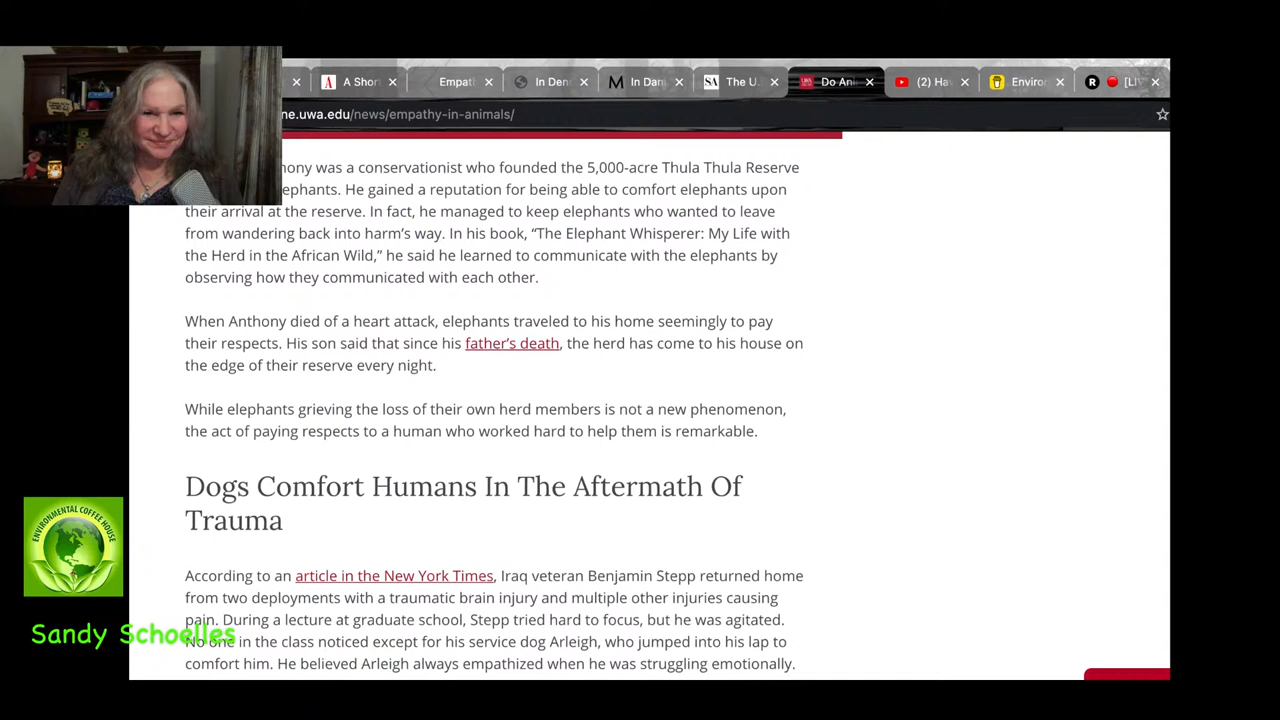 A Shor
Empat
In Den
In Dan
The U.
Do Ani
(2) Ha
Enviro
[LI
ne.uwa.edu/news/empathy-in-animals/
hony was a conservationist who founded the 5,000-acre Thula Thula Reserve
lephants. He gained a reputation for being able to comfort elephants upon
their arrival at the reserve. In fact, he managed to keep elephants who wanted to leave
from wandering back into harm's way. In his book, “The Elephant Whisperer: My Life with
the Herd in the African Wild,” he said he learned to communicate with the elephants by
observing how they communicated with each other.
When Anthony died of a heart attack, elephants traveled to his home seemingly to pay
their respects. His son said that since his father's death, the herd has come to his house on
the edge of their reserve every night.
While elephants grieving the loss of their own herd members is not a new phenomenon,
the act of paying respects to a human who worked hard to help them is remarkable.
Dogs Comfort Humans In The Aftermath Of
Trauma
According to an article in the New York Times, Iraq veteran Benjamin Stepp returned home
from two deployments with a traumatic brain injury and multiple other injuries causing
pain. During a lecture at graduate school, Stepp tried hard to focus, but he was agitated.
No one in the class noticed except for his service dog Arleigh, who jumped into his lap to
comfort him. He believed Arleigh always empathized when he was struggling emotionally.
ENVIRONMENTAL COFFEE HOUSE
Sandy Schoelles